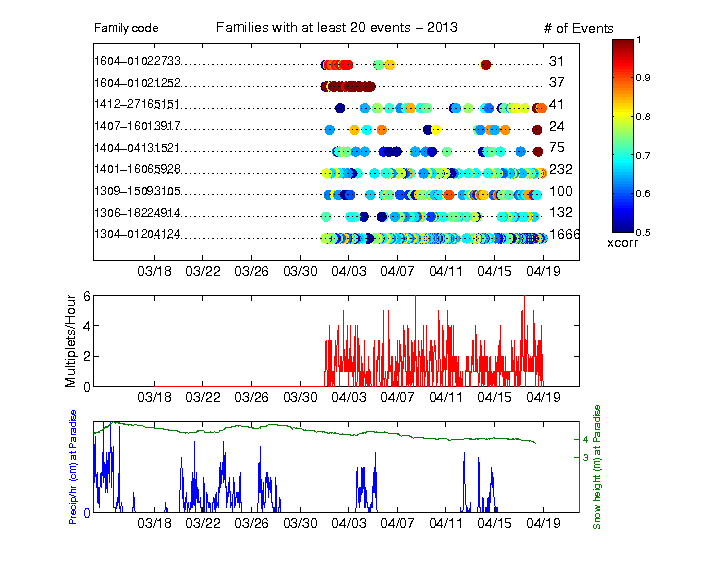 Family code Families with at least 20 events − 2013 # of Events
1604−01022733 31
1604−01021252 37
1412−27165151 41
1407−16013917 24
1404−04131521 75
1401−16065928 232
1309−15093105 100
1306−18224914 132
1304−01204124 1666
03/18 03/22 03/26 03/30 04/03 04/07 04/11 04/15 04/19
1
0.9
0.8
0.7
0.6
0.5
xcorr
Multiplets/Hour
6
4
2
0
03/18 03/22 03/26 03/30 04/03 04/07 04/11 04/15 04/19
Precip/hr (cm) at Paradise
0
4
3
Snow height (m) at Paradise
03/18 03/22 03/26 03/30 04/03 04/07 04/11 04/15 04/19